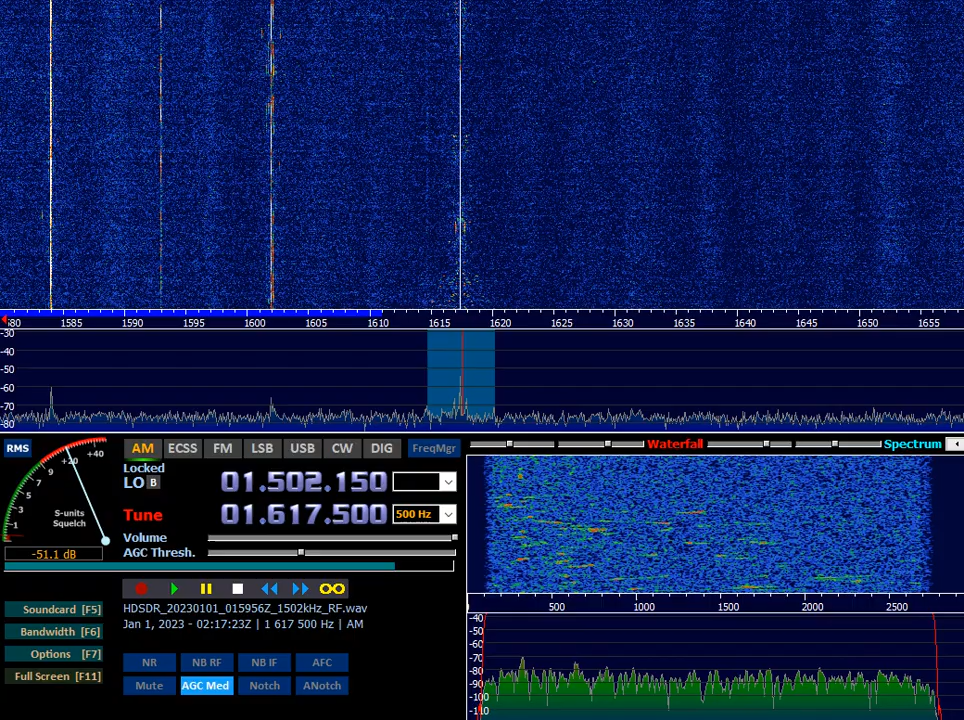 580 1585 1590 1595 1600 1605 1610 1615 1620 1625 1630 1635 1640 1645 1650 1655
-30
-40
-50
-60
-70
-80
RMS
+40
+20
9
7
5
3
1
S-units
Squelch
-51.1 dB
AM ECSS FM LSB USB CW DIG FreqMgr
Locked
LO B 01.502.150
Tune 01.617.500 500 Hz
Volume
AGC Thresh.
HDSDR_20230101_015956Z_1502kHz_RF.wav
Jan 1, 2023 - 02:17:23Z | 1 617 500 Hz | AM
Soundcard [F5]
Bandwidth [F6]
Options [F7]
Full Screen [F11]
NR NB RF NB IF AFC
Mute AGC Med Notch ANotch
Waterfall Spectrum
500 1000 1500 2000 2500
-40
-50
-60
-70
-80
-90
-100
-110